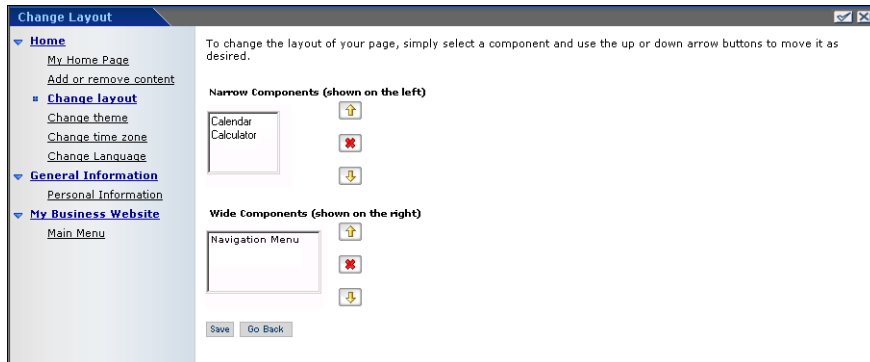 Change Layout
Home
My Home Page
Add or remove content
Change layout
Change theme
Change time zone
Change Language
General Information
Personal Information
My Business Website
Main Menu
To change the layout of your page, simply select a component and use the up or down arrow buttons to move it as
desired.
Narrow Components (shown on the left)
Calendar
Calculator
Wide Components (shown on the right)
Navigation Menu
Save
Go Back